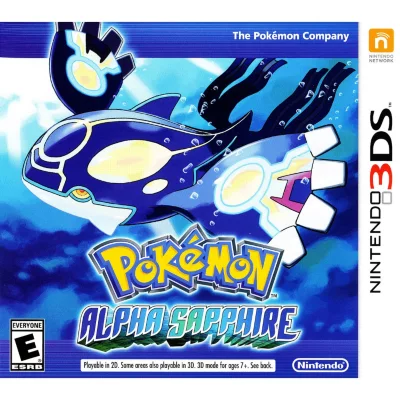 The Pokémon Company
NINTENDO
NETWORK
NINTENDO 3DS
POKéMON
ALPHA SAPPHIRE
EVERYONE
E
ESRB
Playable in 2D. Some areas also playable in 3D. 3D mode for ages 7+. See back.
Nintendo